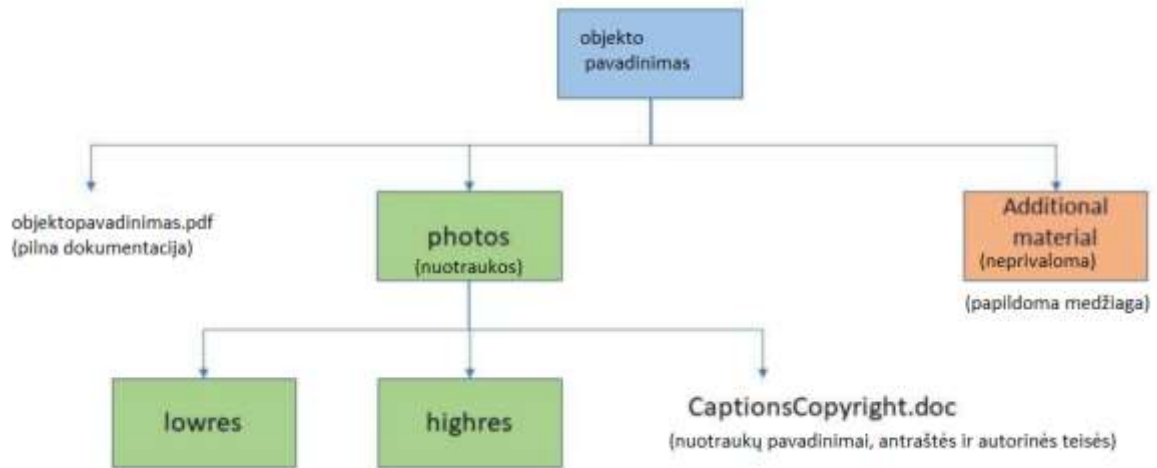 objekto
pavadinimas
objektopavadinimas.pdf
(pilna dokumentacija)
photos
(nuotraukos)
Additional
material
(neprivaloma)
(papildoma medžiaga)
lowres
highres
CaptionsCopyright.doc
(nuotraukų pavadinimai, antraštės ir autorinės teisės)